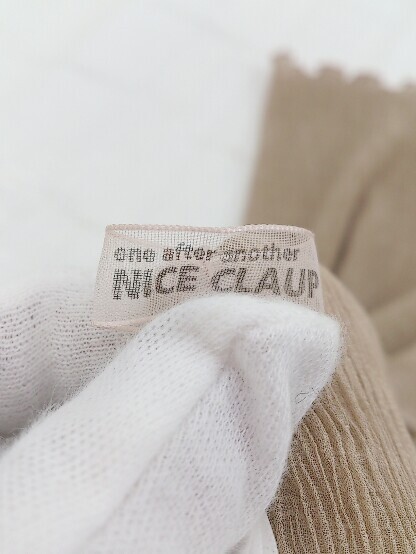 one after another
NICE CLAUP